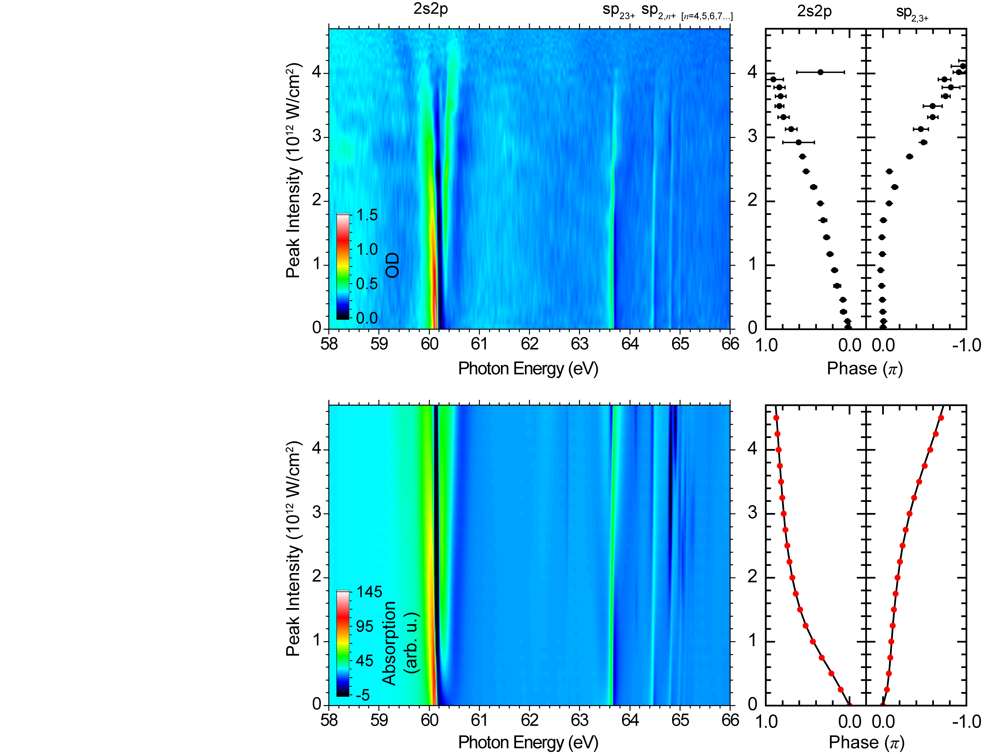 2s2p sp23+ sp2,n+ [n=4,5,6,7...] 2s2p sp2,3+
Peak Intensity (10¹² W/cm²)
4
3
2
1
0
1.5
1.0
0.5
0.0
OD
58 59 60 61 62 63 64 65 66
Photon Energy (eV)
4
3
2
1
0
1.0 0.0 0.0 -1.0
Phase (π)
Peak Intensity (10¹² W/cm²)
4
3
2
1
0
145
95
45
-5
Absorption
(arb. u.)
58 59 60 61 62 63 64 65 66
Photon Energy (eV)
4
3
2
1
0
1.0 0.0 0.0 -1.0
Phase (π)